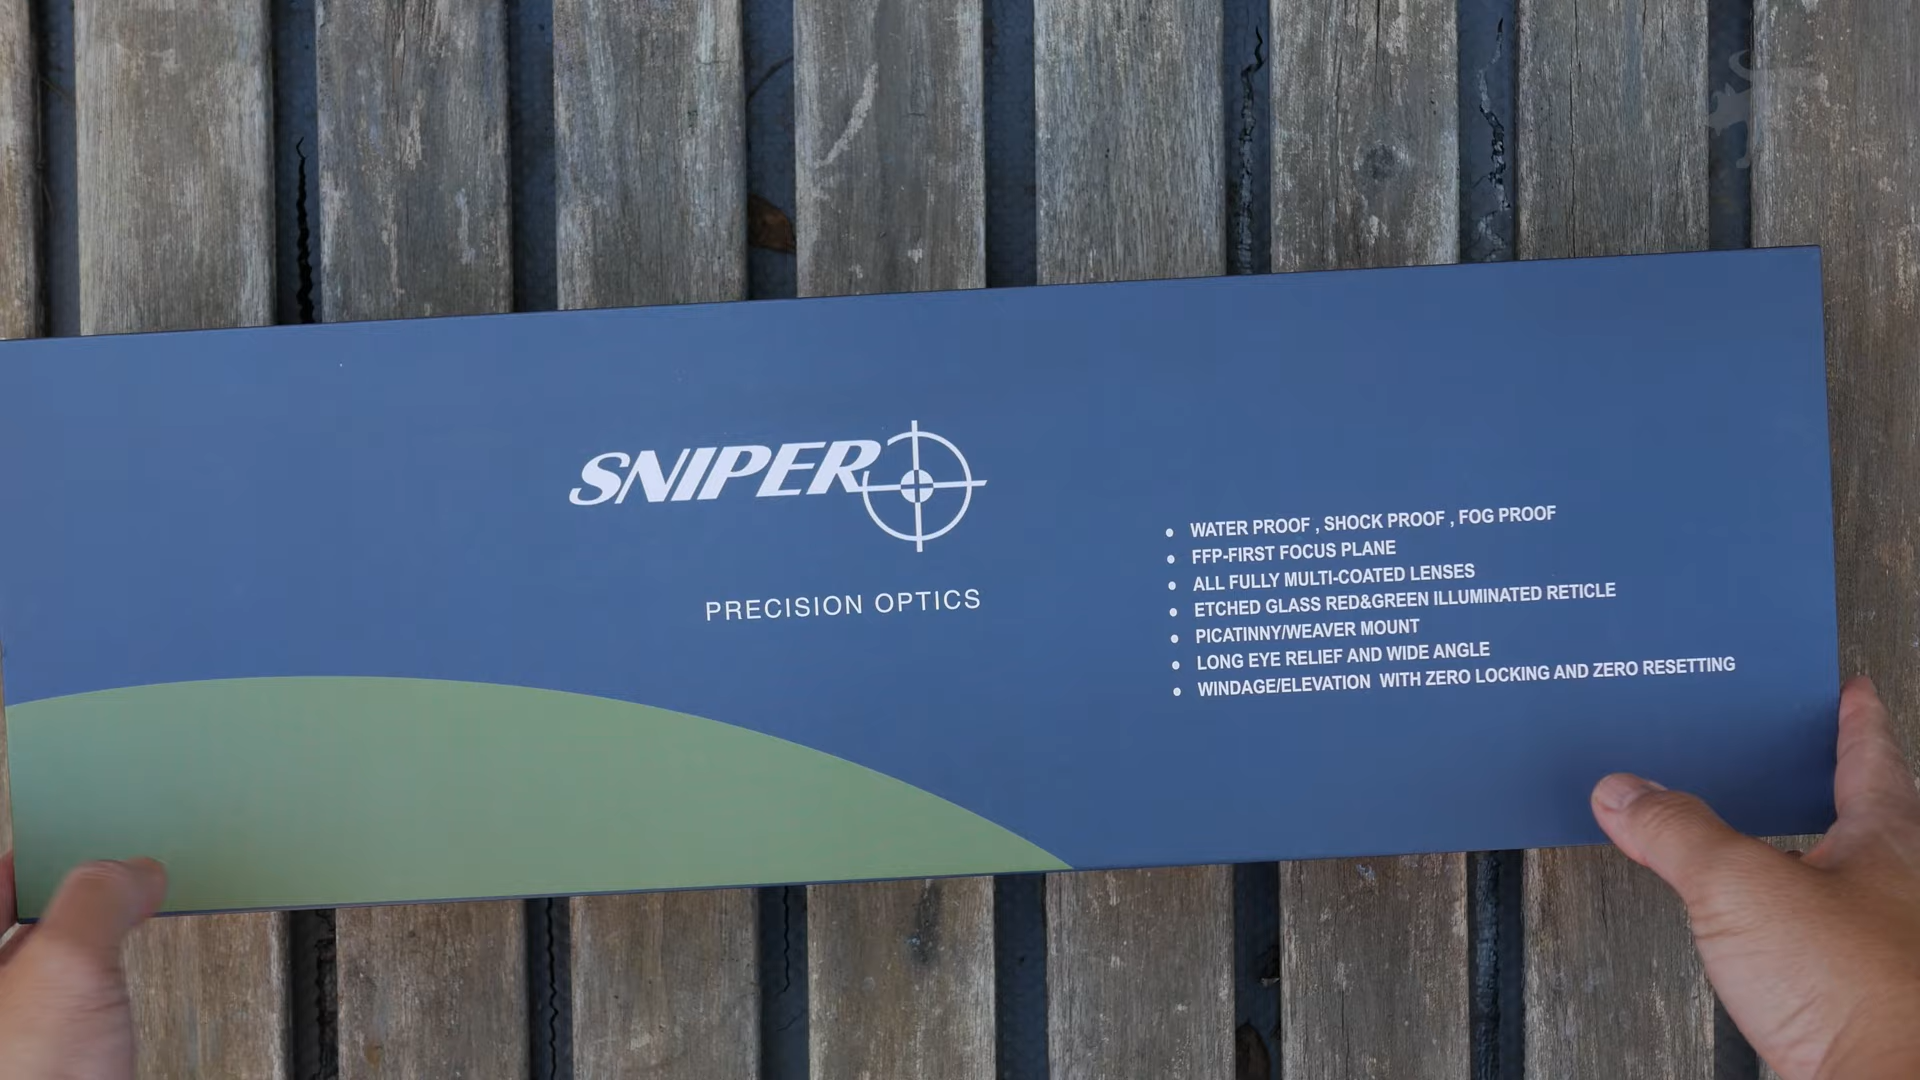 SNIPER
PRECISION OPTICS
• WATER PROOF , SHOCK PROOF , FOG PROOF
• FFP-FIRST FOCUS PLANE
• ALL FULLY MULTI-COATED LENSES
• ETCHED GLASS RED&GREEN ILLUMINATED RETICLE
• PICATINNY/WEAVER MOUNT
• LONG EYE RELIEF AND WIDE ANGLE
• WINDAGE/ELEVATION WITH ZERO LOCKING AND ZERO RESETTING